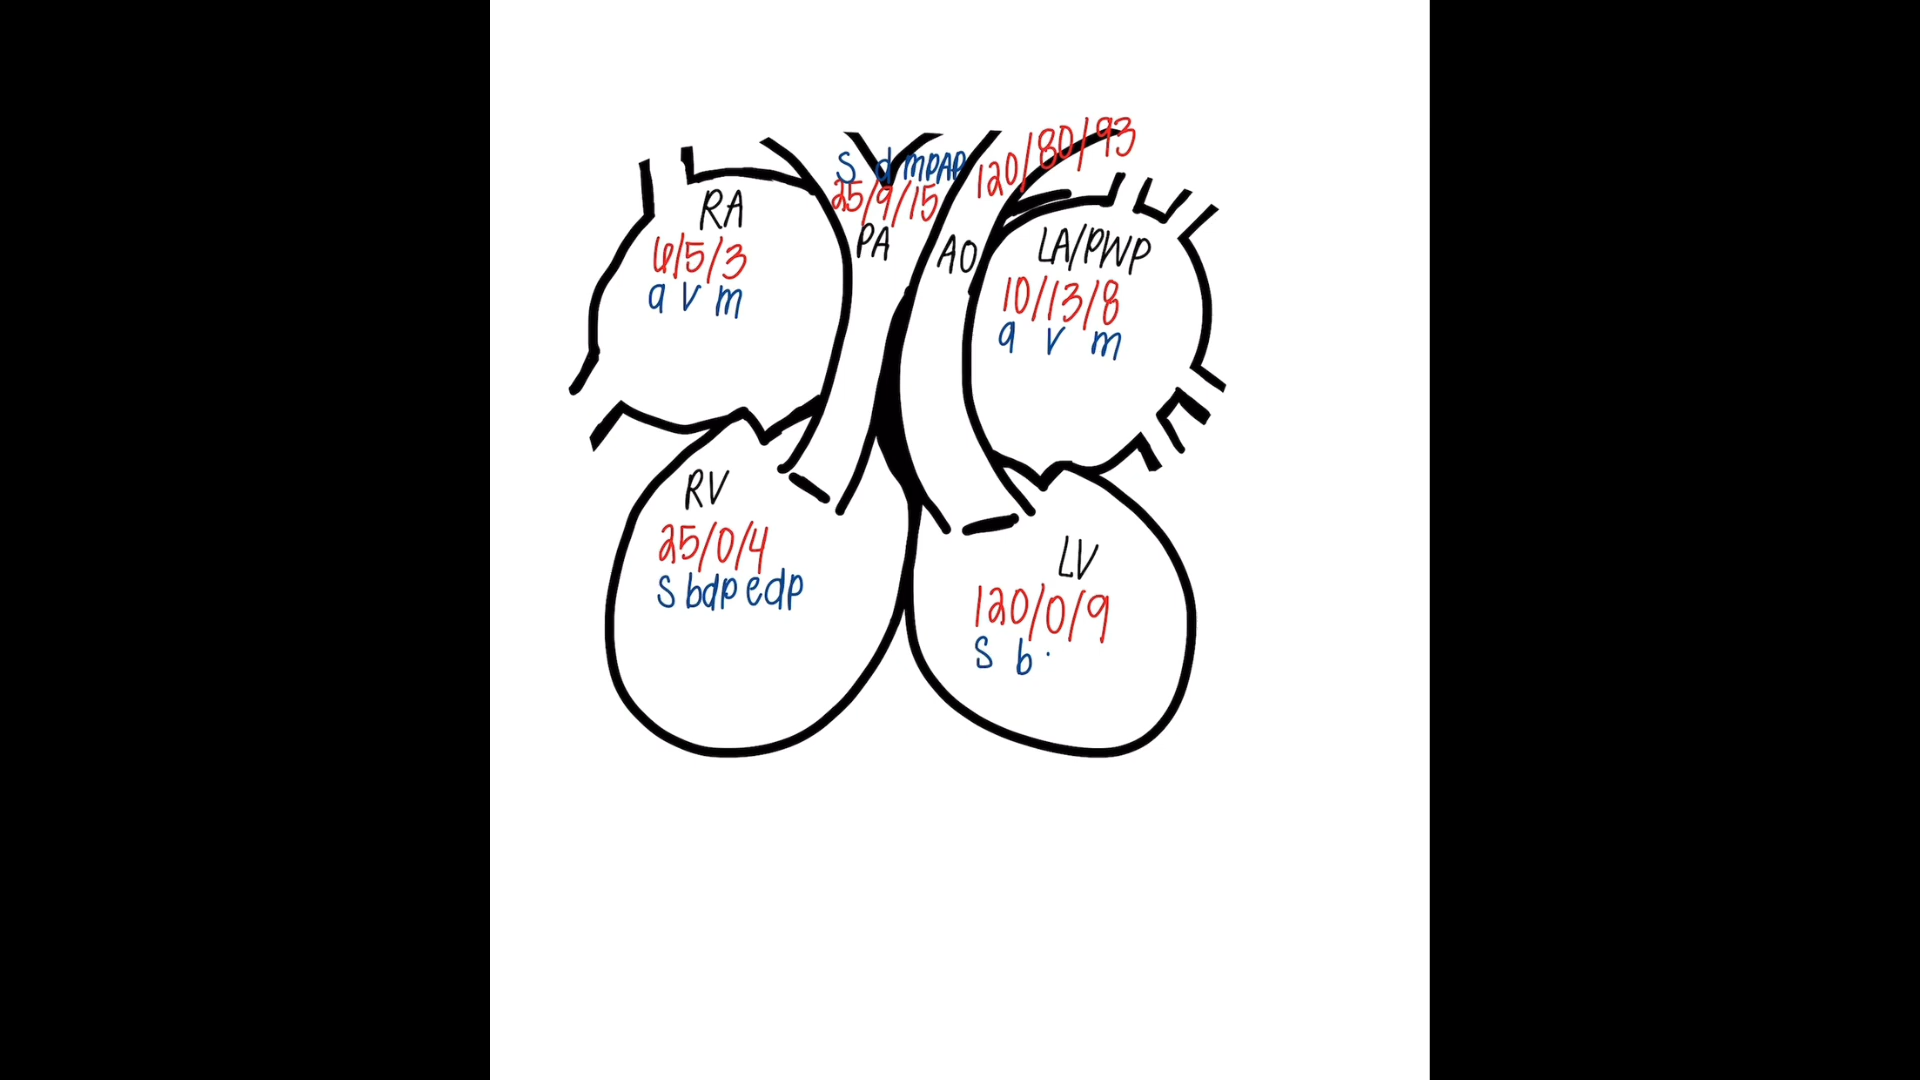 RA
6/5/3
a v m
s d mPAP
25/9/15
PA
120/80/93
AO
LA/PWP
10/13/8
a v m
RV
25/0/4
s bdp edp
LV
120/0/9
s b